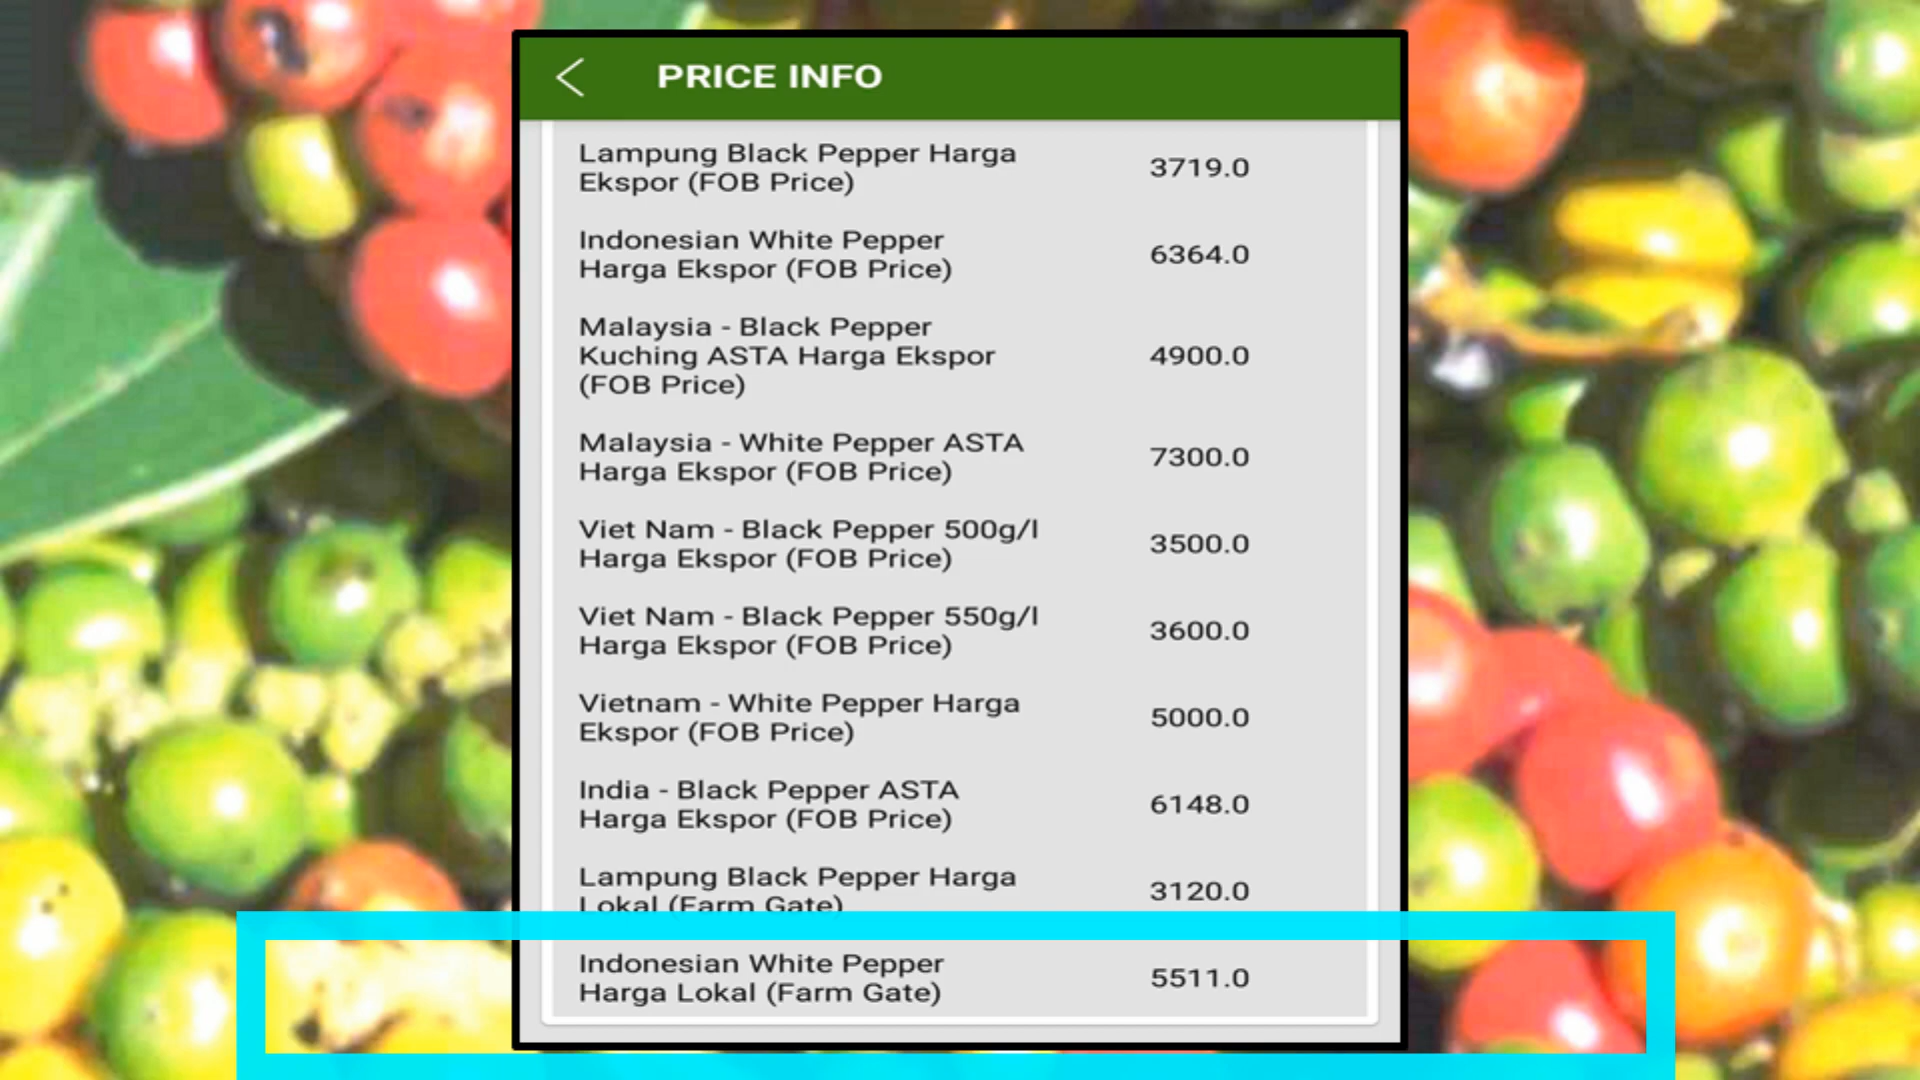 PRICE INFO
Lampung Black Pepper Harga
Ekspor (FOB Price)
3719.0
Indonesian White Pepper
Harga Ekspor (FOB Price)
6364.0
Malaysia - Black Pepper
Kuching ASTA Harga Ekspor
(FOB Price)
4900.0
Malaysia - White Pepper ASTA
Harga Ekspor (FOB Price)
7300.0
Viet Nam - Black Pepper 500g/l
Harga Ekspor (FOB Price)
3500.0
Viet Nam - Black Pepper 550g/l
Harga Ekspor (FOB Price)
3600.0
Vietnam - White Pepper Harga
Ekspor (FOB Price)
5000.0
India - Black Pepper ASTA
Harga Ekspor (FOB Price)
6148.0
Lampung Black Pepper Harga
Lokal (Farm Gate)
3120.0
Indonesian White Pepper
Harga Lokal (Farm Gate)
5511.0